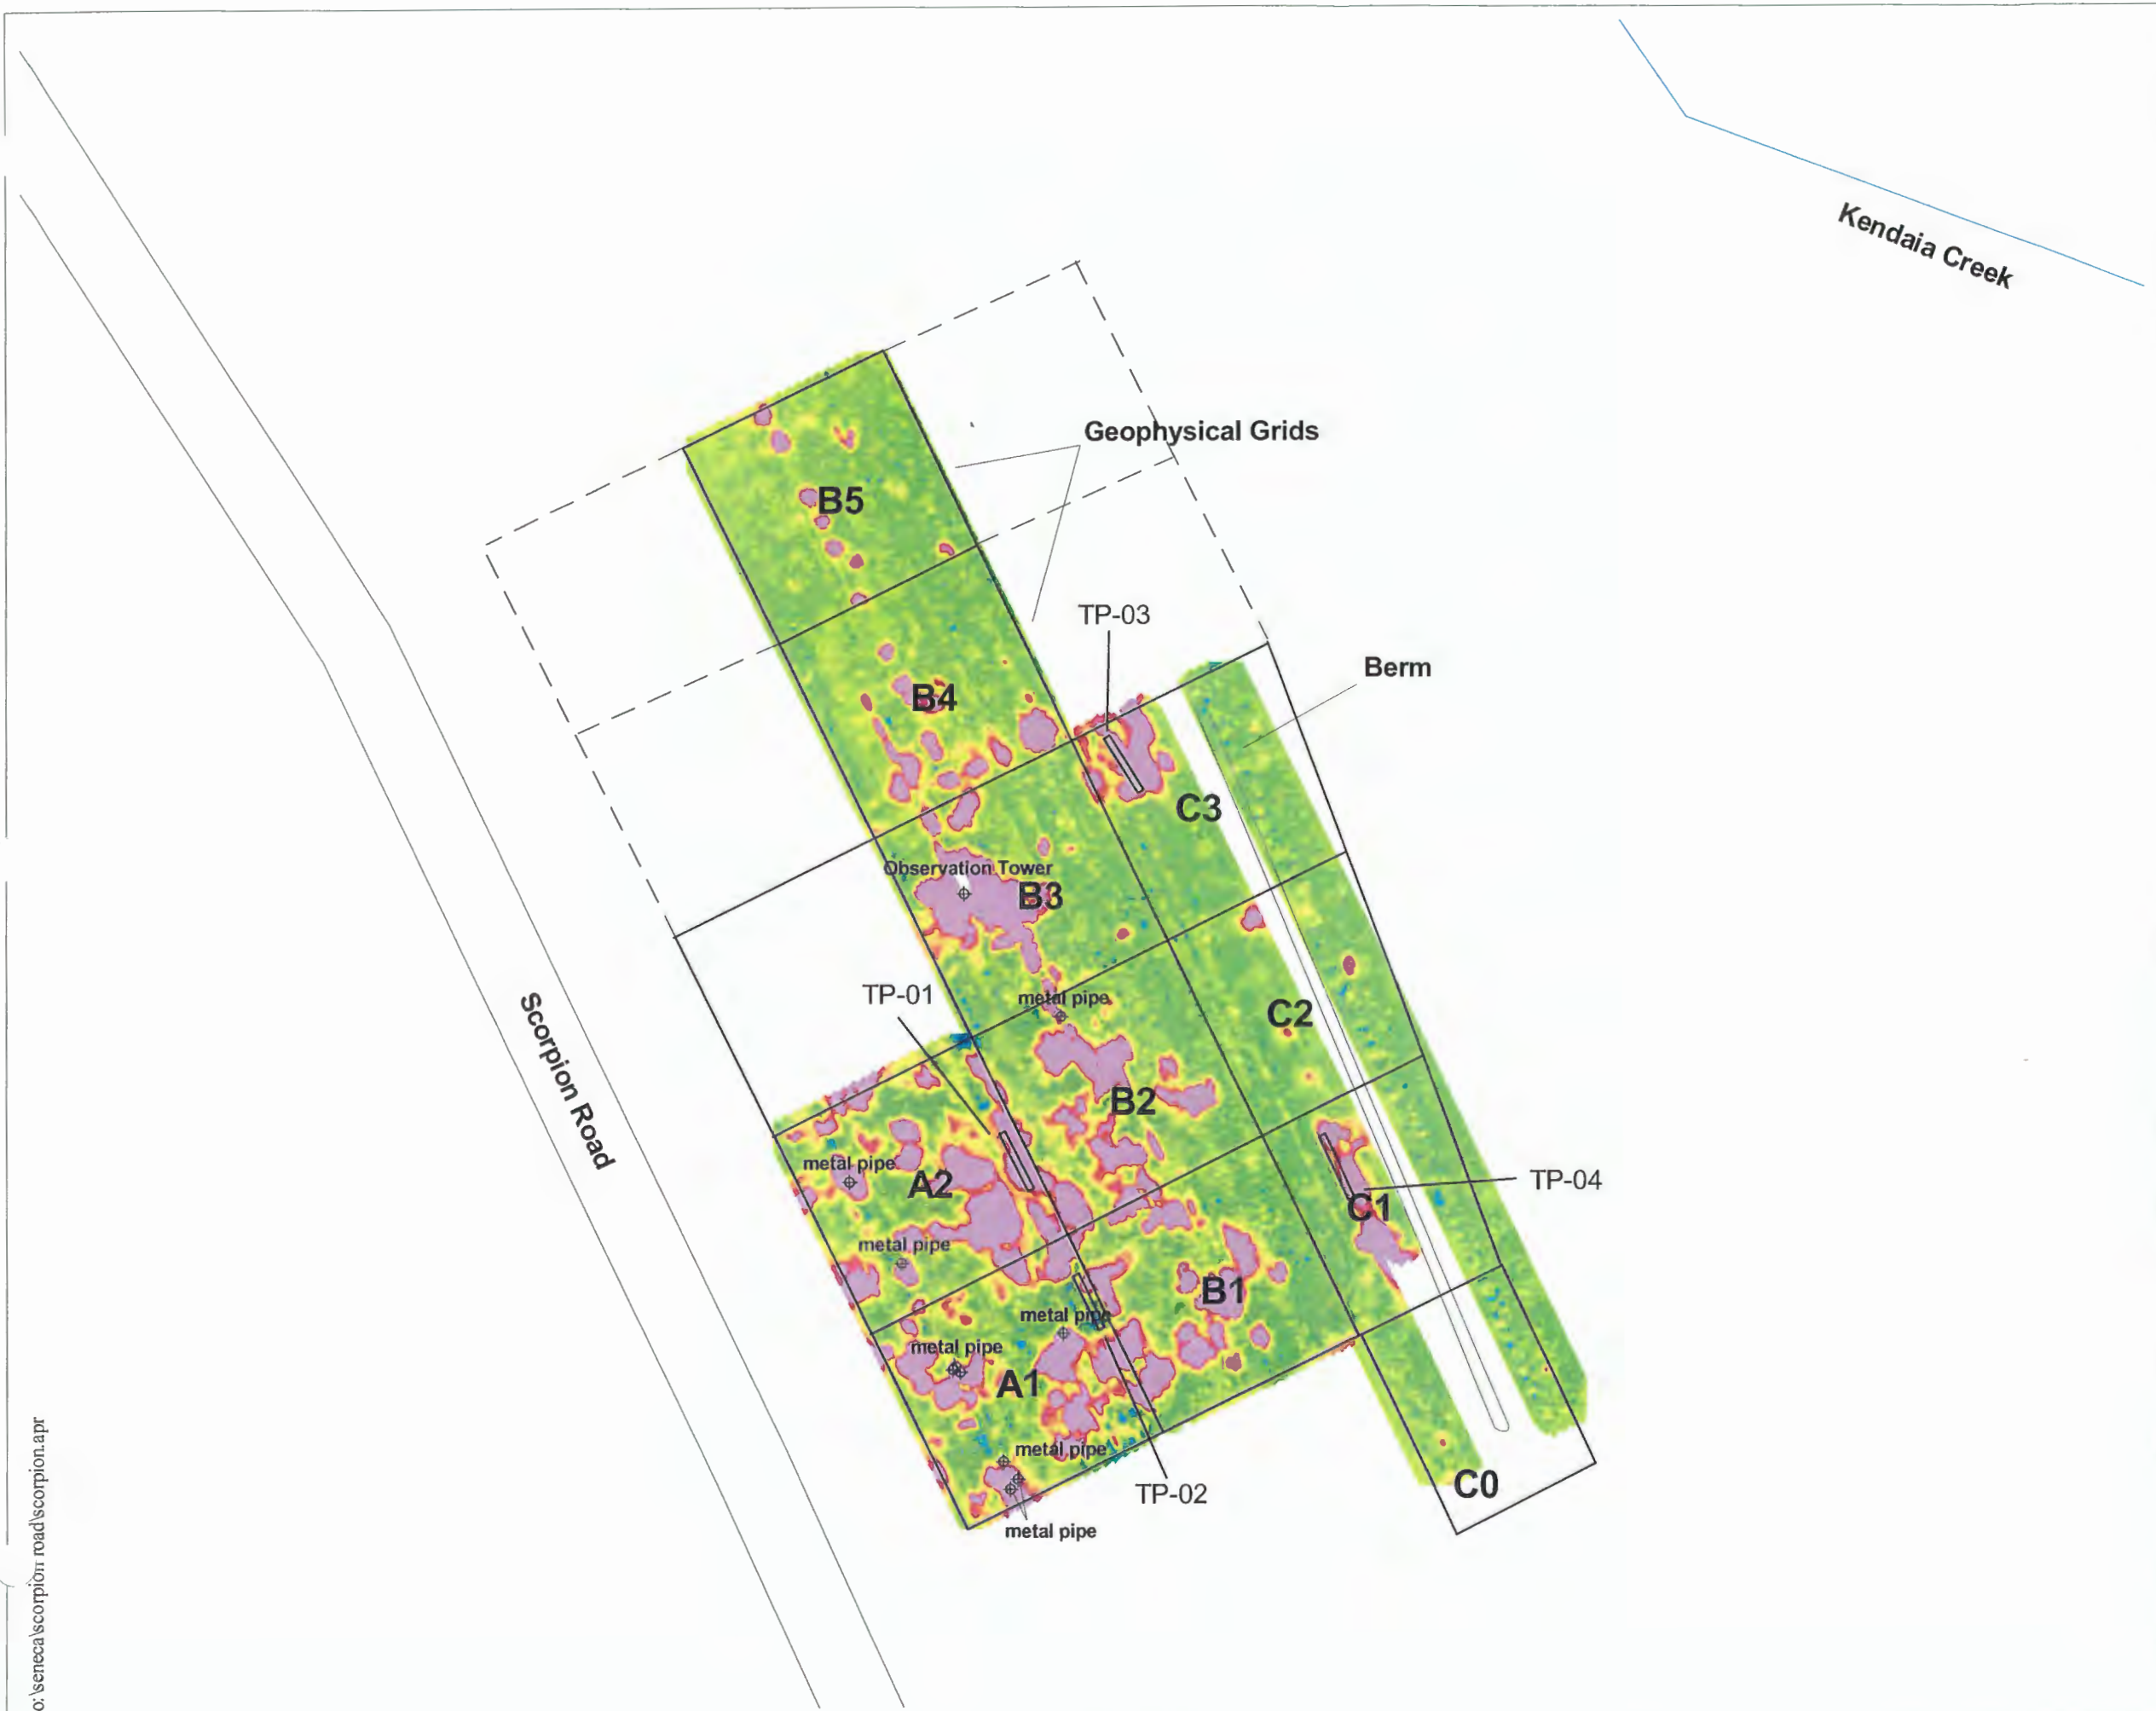 Kendaia Creek
Geophysical Grids
B5
TP-03
Berm
B4
C3
Observation Tower
B3
TP-01
metal pipe
C2
Scorpion Road
B2
metal pipe
A2
TP-04
C1
metal pipe
B1
metal pipe
metal pipe
A1
metal pipe
C0
TP-02
metal pipe
o:\seneca\scorpion road\scorpion.apr